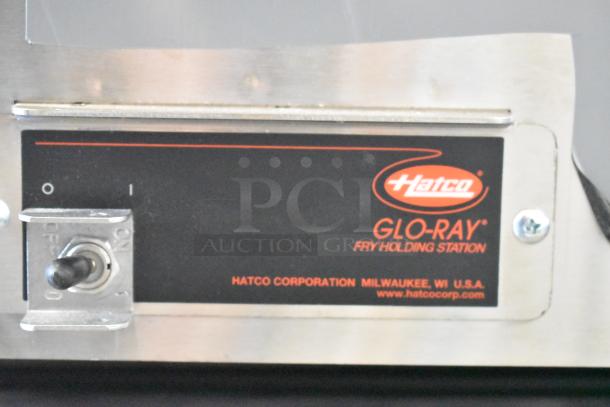 O I
ON
OFF
Hatco®
GLO-RAY®
FRY HOLDING STATION
HATCO CORPORATION MILWAUKEE, WI U.S.A.
www.hatcocorp.com
PCI
AUCTION GROUP